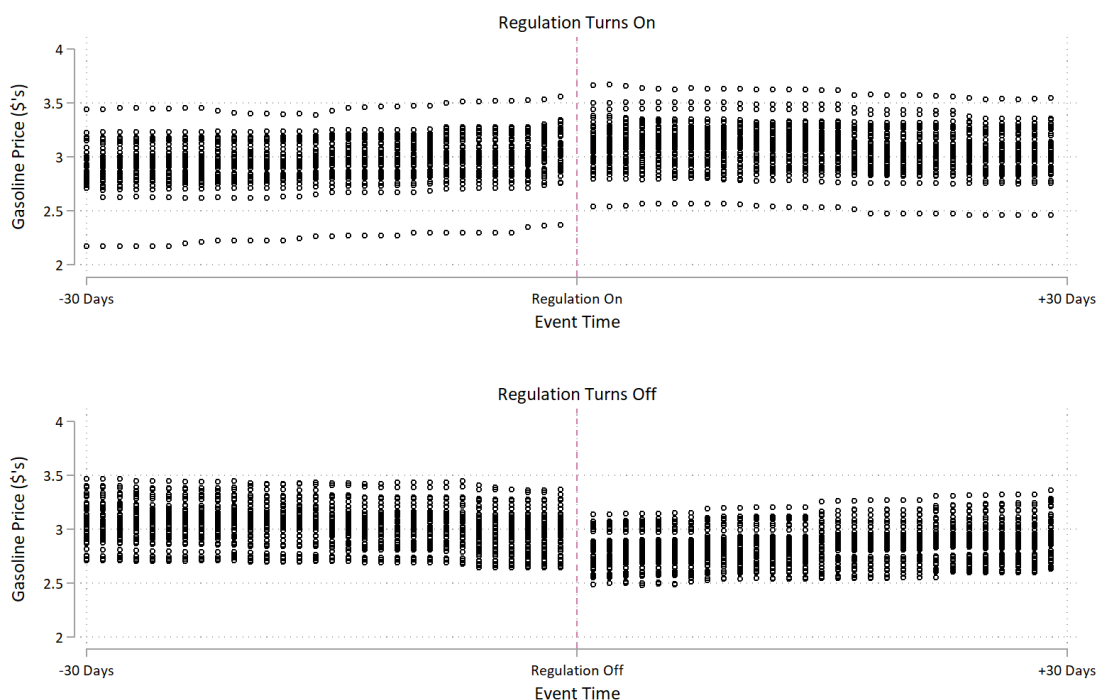 Regulation Turns On
Gasoline Price ($'s)
4
3.5
3
2.5
2
-30 Days
Regulation On
+30 Days
Event Time
Regulation Turns Off
Gasoline Price ($'s)
4
3.5
3
2.5
2
-30 Days
Regulation Off
+30 Days
Event Time